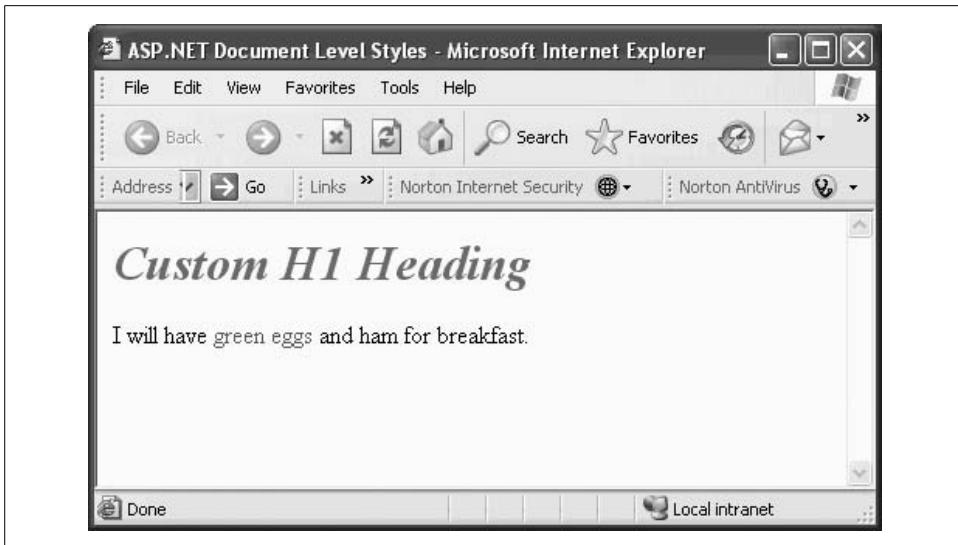 ASP.NET Document Level Styles - Microsoft Internet Explorer
File Edit View Favorites Tools Help
Back Search Favorites »
Address Go Links » Norton Internet Security Norton AntiVirus
Custom H1 Heading
I will have green eggs and ham for breakfast.
Done Local intranet